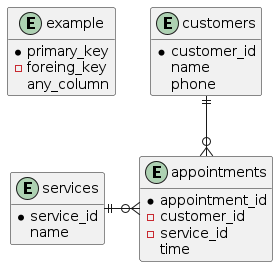 E example
primary_key
foreing_key
any_column
E customers
customer_id
name
phone
E services
service_id
name
E appointments
appointment_id
customer_id
service_id
time